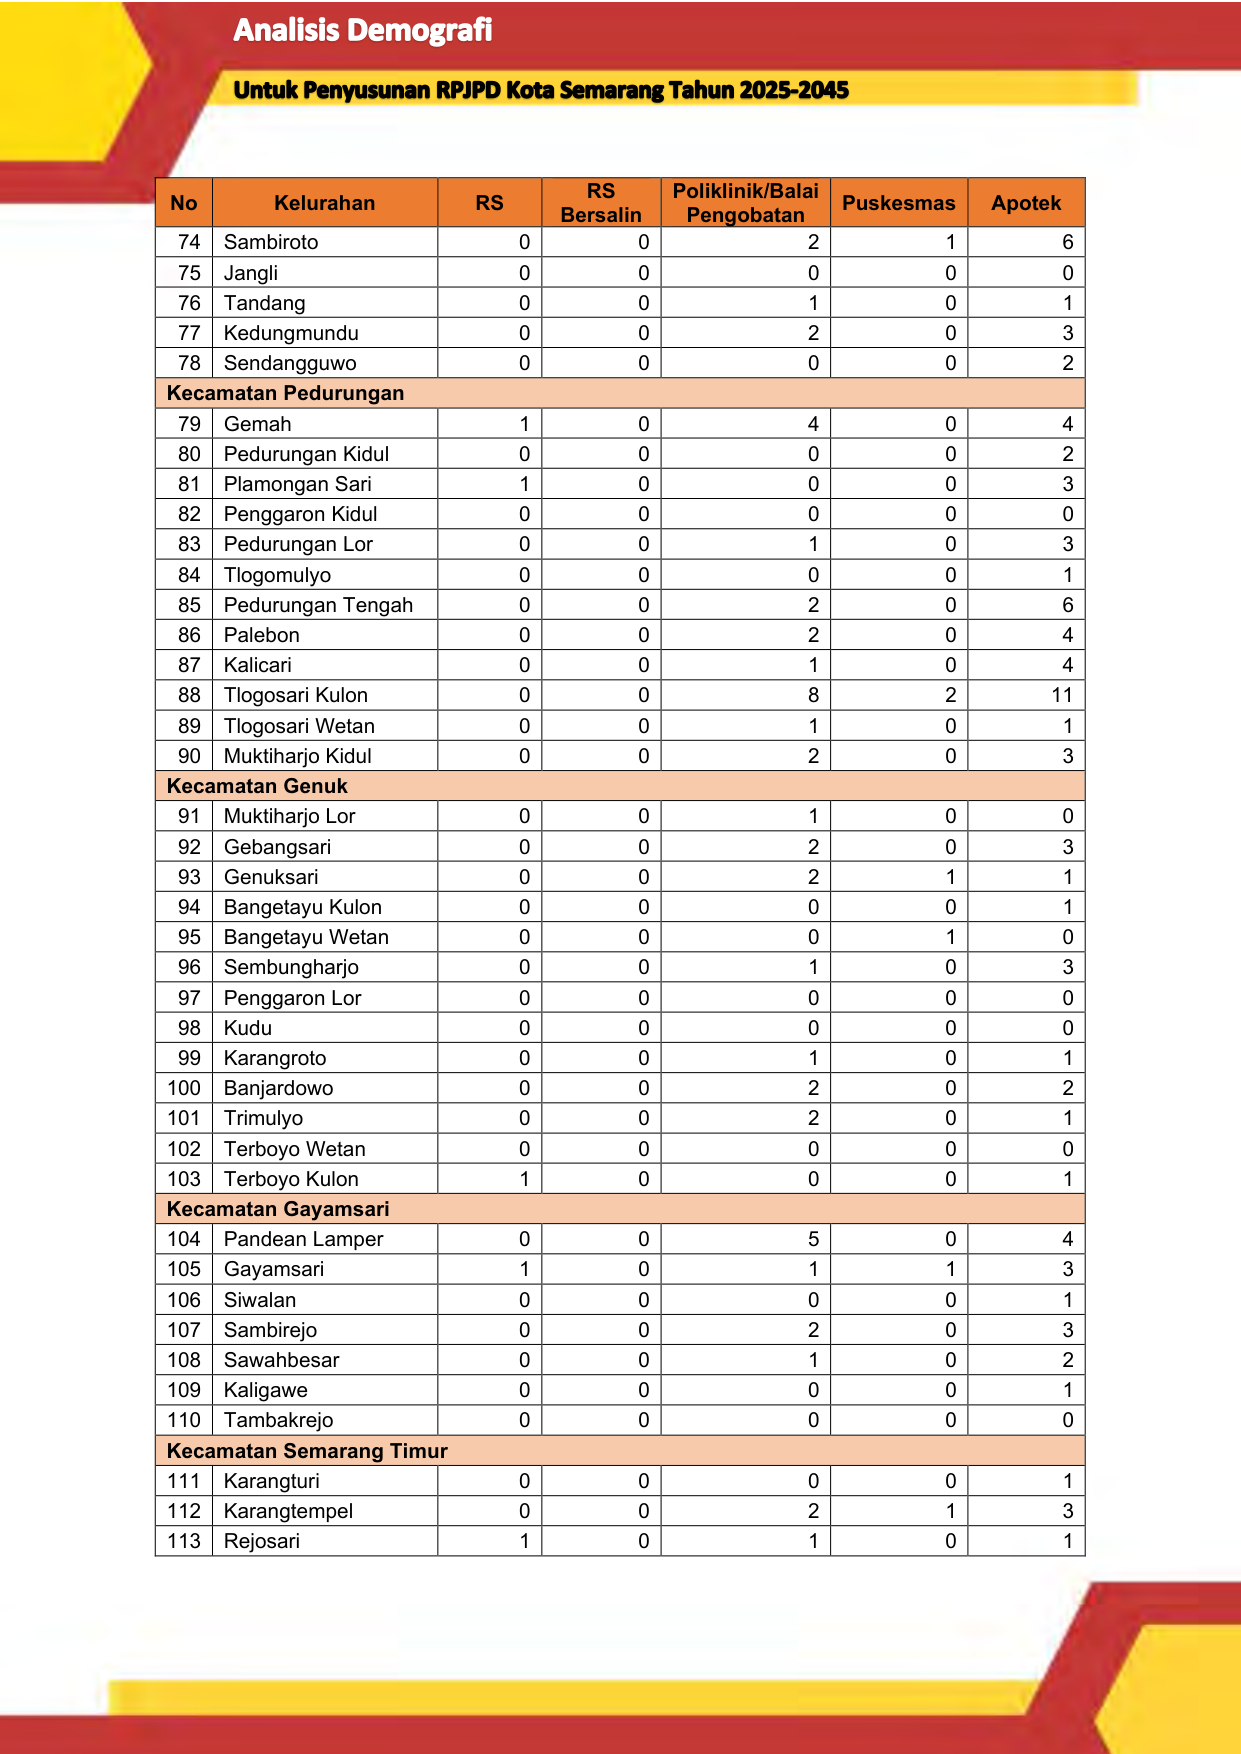 Analisis Demografi
Untuk Penyusunan RPJPD Kota Semarang Tahun 2025-2045
No Kelurahan RS RS Bersalin Poliklinik/Balai Pengobatan Puskesmas Apotek
74 Sambiroto 0 0 2 1 6
75 Jangli 0 0 0 0 0
76 Tandang 0 0 1 0 1
77 Kedungmundu 0 0 2 0 3
78 Sendangguwo 0 0 0 0 2
Kecamatan Pedurungan
79 Gemah 1 0 4 0 4
80 Pedurungan Kidul 0 0 0 0 2
81 Plamongan Sari 1 0 0 0 3
82 Penggaron Kidul 0 0 0 0 0
83 Pedurungan Lor 0 0 1 0 3
84 Tlogomulyo 0 0 0 0 1
85 Pedurungan Tengah 0 0 2 0 6
86 Palebon 0 0 2 0 4
87 Kalicari 0 0 1 0 4
88 Tlogosari Kulon 0 0 8 2 11
89 Tlogosari Wetan 0 0 1 0 1
90 Muktiharjo Kidul 0 0 2 0 3
Kecamatan Genuk
91 Muktiharjo Lor 0 0 1 0 0
92 Gebangsari 0 0 2 0 3
93 Genuksari 0 0 2 1 1
94 Bangetayu Kulon 0 0 0 0 1
95 Bangetayu Wetan 0 0 0 1 0
96 Sembungharjo 0 0 1 0 3
97 Penggaron Lor 0 0 0 0 0
98 Kudu 0 0 0 0 0
99 Karangroto 0 0 1 0 1
100 Banjardowo 0 0 2 0 2
101 Trimulyo 0 0 2 0 1
102 Terboyo Wetan 0 0 0 0 0
103 Terboyo Kulon 1 0 0 0 1
Kecamatan Gayamsari
104 Pandean Lamper 0 0 5 0 4
105 Gayamsari 1 0 1 1 3
106 Siwalan 0 0 0 0 1
107 Sambirejo 0 0 2 0 3
108 Sawahbesar 0 0 1 0 2
109 Kaligawe 0 0 0 0 1
110 Tambakrejo 0 0 0 0 0
Kecamatan Semarang Timur
111 Karangturi 0 0 0 0 1
112 Karangtempel 0 0 2 1 3
113 Rejosari 1 0 1 0 1